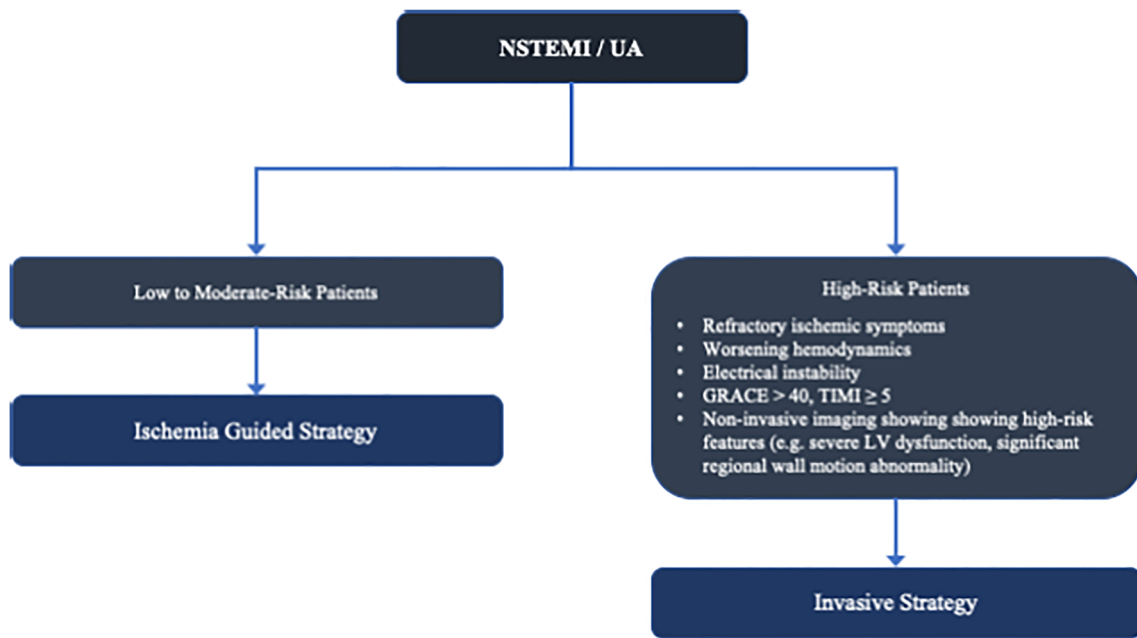 NSTEMI / UA
Low to Moderate-Risk Patients
Ischemia Guided Strategy
High-Risk Patients
• Refractory ischemic symptoms
• Worsening hemodynamics
• Electrical instability
• GRACE > 40, TIMI ≥ 5
• Non-invasive imaging showing showing high-risk
features (e.g. severe LV dysfunction, significant
regional wall motion abnormality)
Invasive Strategy